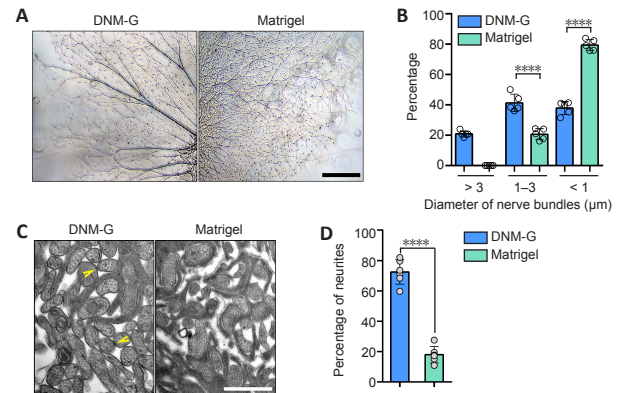 A
DNM-G
Matrigel
B
DNM-G
Matrigel
****
****
Percentage
100
80
60
40
20
0
> 3
1–3
< 1
Diameter of nerve bundles (µm)
C
DNM-G
Matrigel
D
DNM-G
Matrigel
****
Percentage of neurites
100
80
60
40
20
0